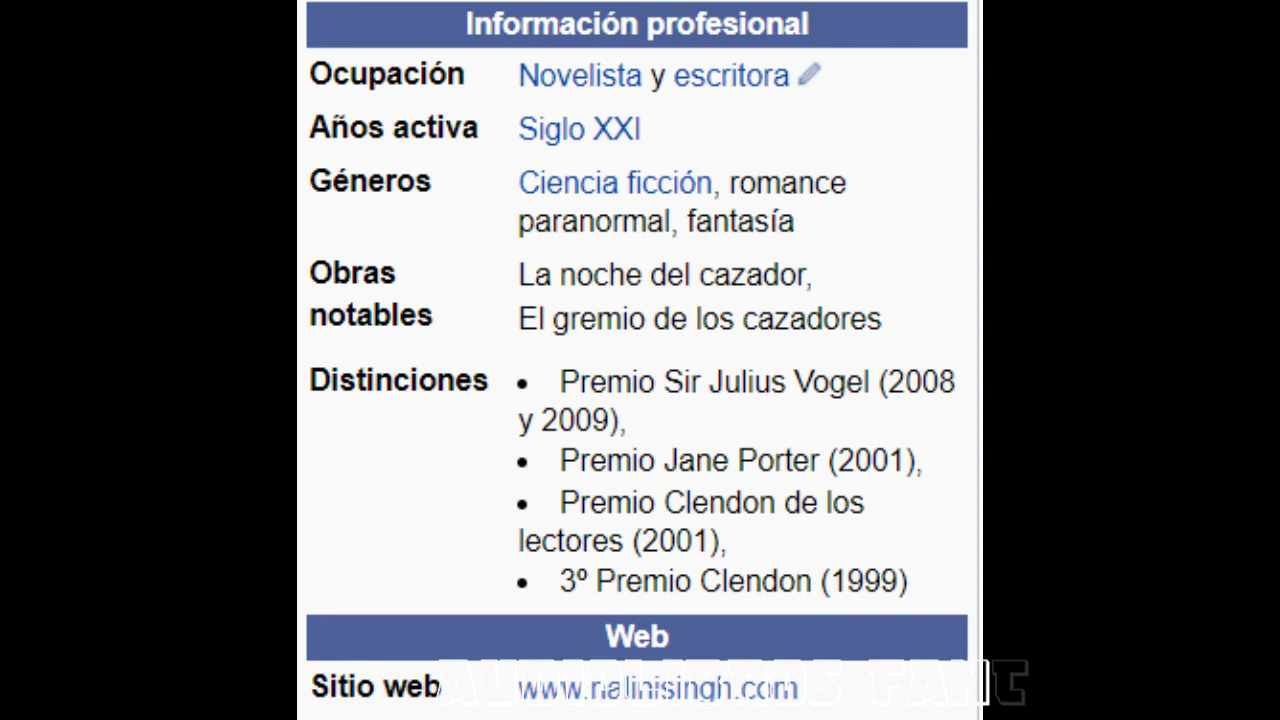 Información profesional
Ocupación Novelista y escritora
Años activa Siglo XXI
Géneros Ciencia ficción, romance
paranormal, fantasía
Obras La noche del cazador,
notables El gremio de los cazadores
Distinciones • Premio Sir Julius Vogel (2008
y 2009),
• Premio Jane Porter (2001),
• Premio Clendon de los
lectores (2001),
• 3º Premio Clendon (1999)
Web
Sitio web www.nalinisingh.com
AUDIOLIBROS FANT